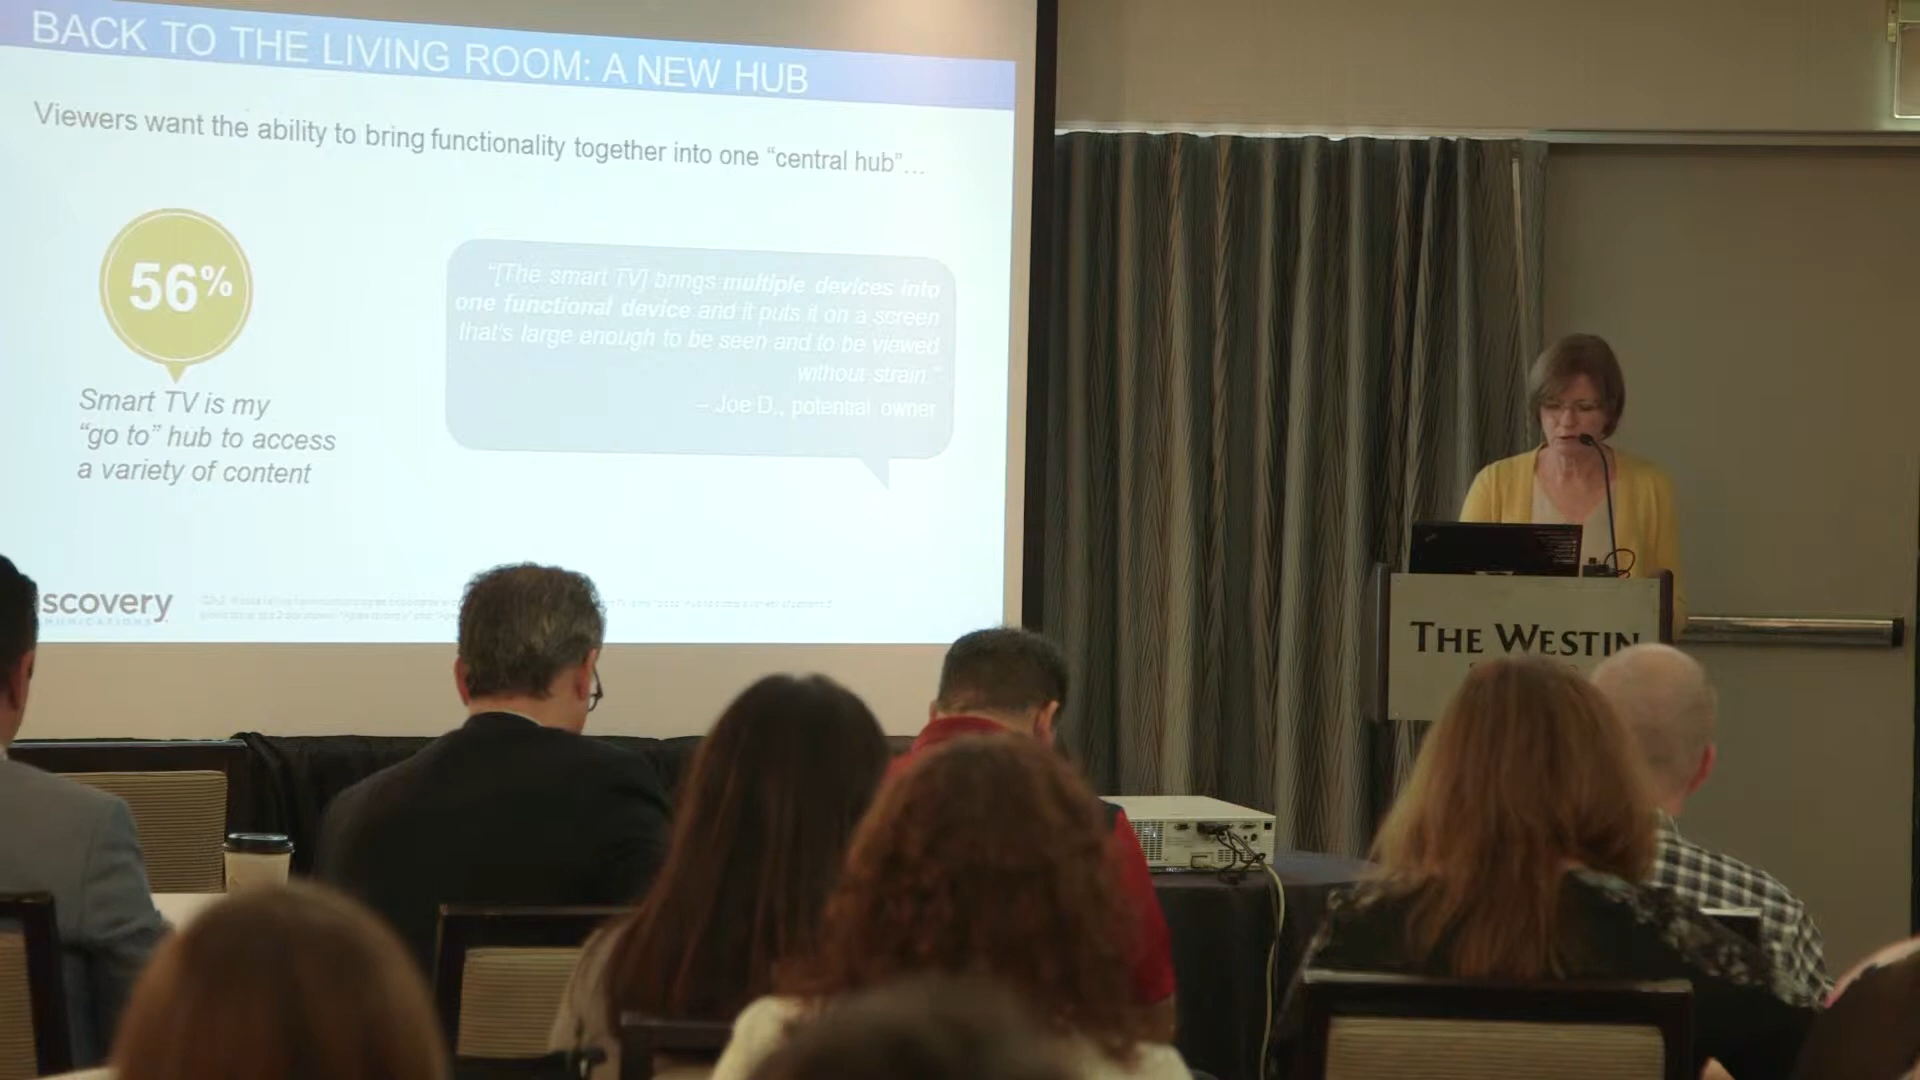 BACK TO THE LIVING ROOM: A NEW HUB
Viewers want the ability to bring functionality together into one “central hub”...
56%
Smart TV is my
“go to” hub to access
a variety of content
“[The smart TV] brings multiple devices into
one functional device and it puts it on a screen
that’s large enough to be seen and to be viewed
without strain.”
– Joe D., potential owner
scovery
THE WESTIN